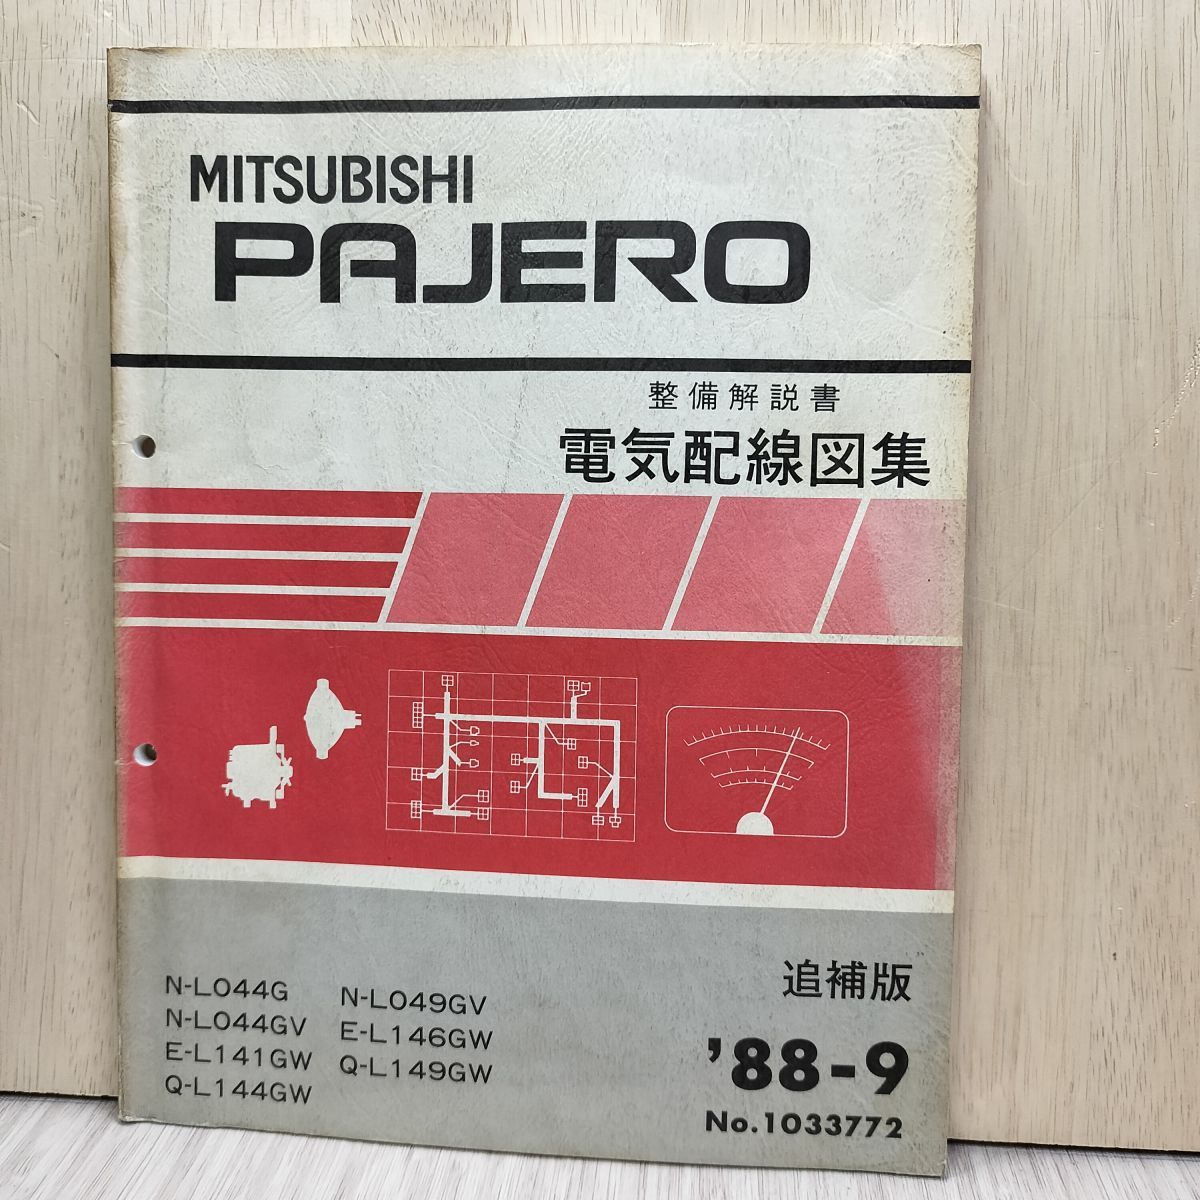 MITSUBISHI
PAJERO
整備解説書
電気配線図集
N-L044G
N-L044GV
E-L141GW
Q-L144GW
N-L049GV
E-L146GW
Q-L149GW
追補版
'88-9
No.1033772